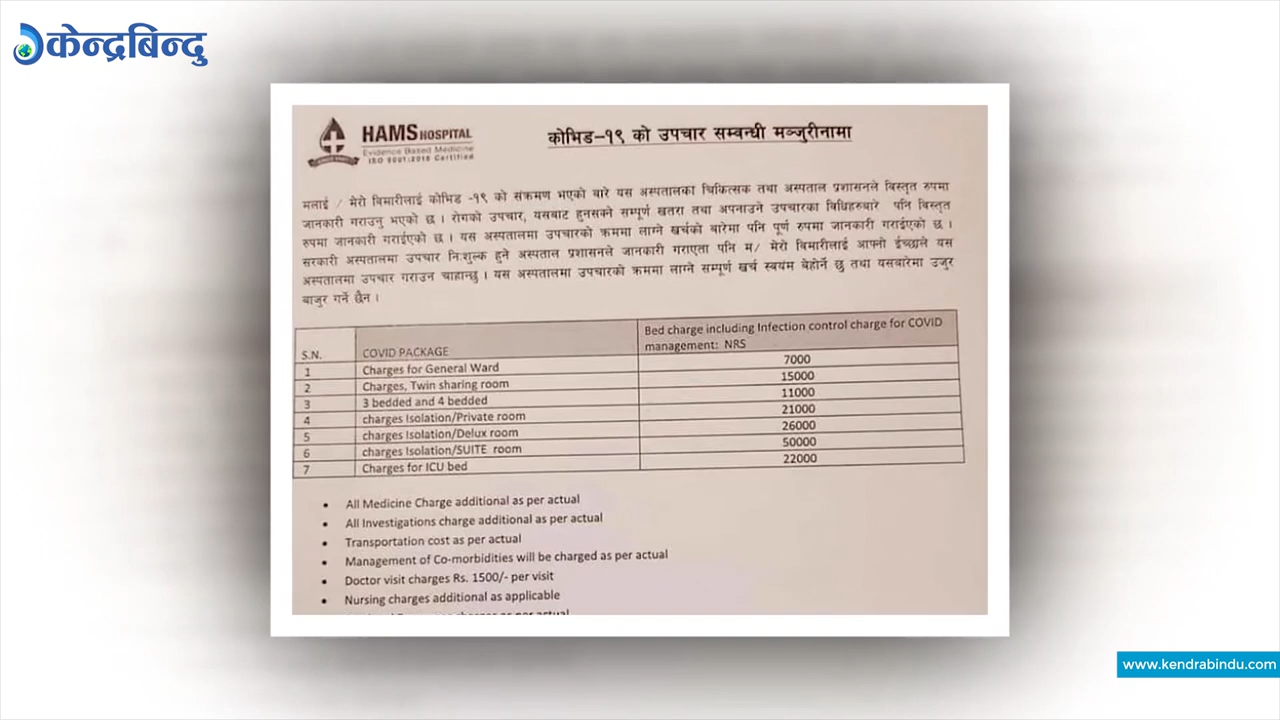 केन्द्रबिन्दु
HAMS HOSPITAL
Evidence Based Medicine
ISO 9001:2015 Certified
कोभिड-१९ को उपचार सम्बन्धी मञ्जुरीनामा
मलाई / मेरो बिमारीलाई कोभिड -१९ को संक्रमण भएको बारे यस अस्पतालका चिकित्सक तथा अस्पताल प्रशासनले विस्तृत रुपमा
जानकारी गराउनु भएको छ । रोगको उपचार, यसबाट हुनसक्ने सम्पूर्ण खतरा तथा अपनाउने उपचारका बिधिहरुबारे पनि विस्तृत
रुपमा जानकारी गराईएको छ । यस अस्पतालमा उपचारको क्रममा लाग्ने खर्चको बारेमा पनि पूर्ण रुपमा जानकारी गराईएको छ ।
सरकारी अस्पतालमा उपचार नि:शुल्क हुने अस्पताल प्रशासनले जानकारी गराएता पनि म/ मेरो बिमारीलाई आफ्नो ईच्छाले यस
अस्पतालमा उपचार गराउन चाहान्छु । यस अस्पतालमा उपचारको क्रममा लाग्ने सम्पूर्ण खर्च स्वयंम बेहोर्ने छु तथा यसबारेमा उजुर
बाजुर गर्ने छैन ।
S.N. COVID PACKAGE Bed charge including Infection control charge for COVID
management: NRS
1 Charges for General Ward 7000
2 Charges, Twin sharing room 15000
3 3 bedded and 4 bedded 11000
4 charges Isolation/Private room 21000
5 charges Isolation/Delux room 26000
6 charges Isolation/SUITE room 50000
7 Charges for ICU bed 22000
• All Medicine Charge additional as per actual
• All Investigations charge additional as per actual
• Transportation cost as per actual
• Management of Co-morbidities will be charged as per actual
• Doctor visit charges Rs. 1500/- per visit
• Nursing charges additional as applicable
www.kendrabindu.com